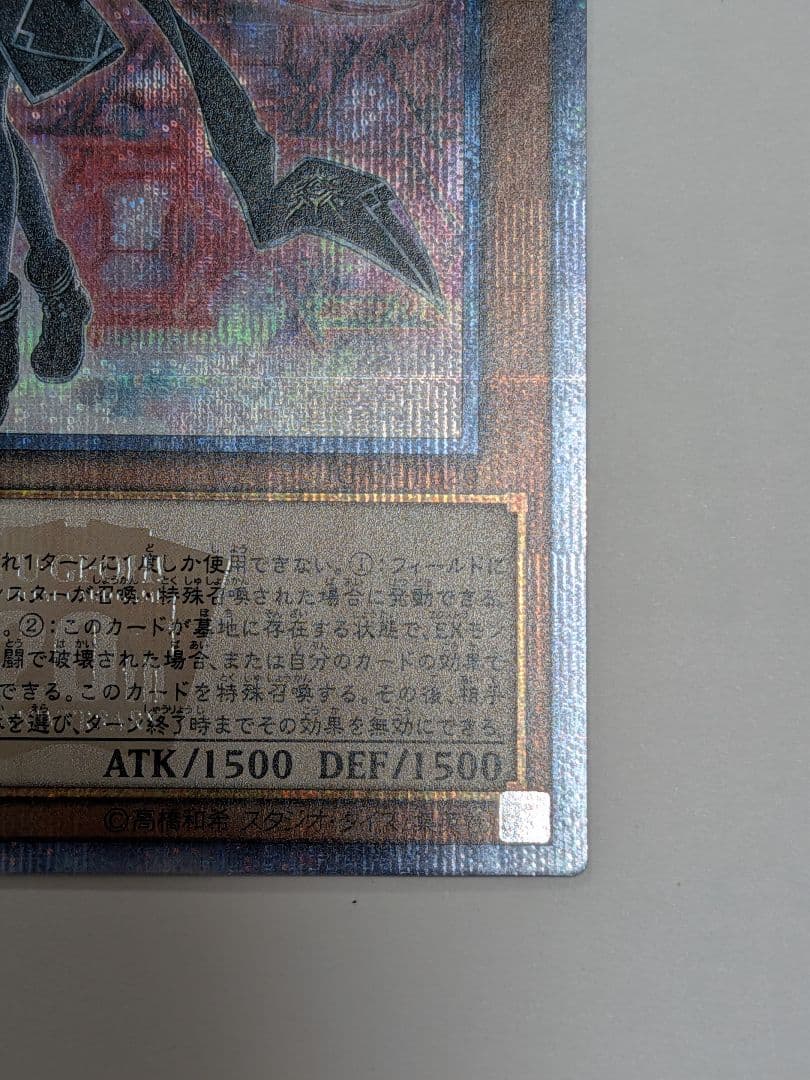 れ1ターンに1度しか使用できない。①:フィールドに
ンスターが召喚・特殊召喚された場合に発動できる。
。②:このカードが墓地に存在する状態で、EXモン
闘で破壊された場合、または自分のカードの効果で
できる。このカードを特殊召喚する。その後、相手
体を選び、ターン終了時までその効果を無効にできる。
ATK/1500 DEF/1500
©高橋和希 スタジオ・ダイス/集英社